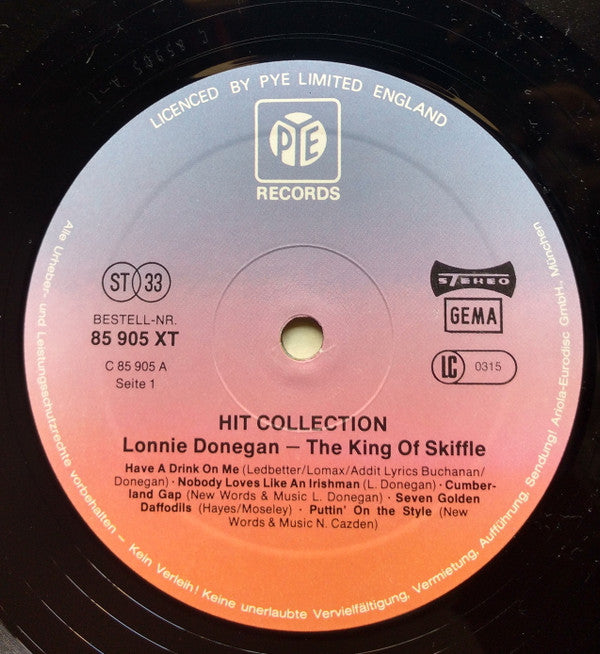 C 85905 A-1
LICENCED BY PYE LIMITED ENGLAND
PYE
RECORDS
ST 33
BESTELL-NR.
85 905 XT
C 85 905 A
Seite 1
STEREO
GEMA
LC 0315
HIT COLLECTION
Lonnie Donegan – The King Of Skiffle
Have A Drink On Me (Ledbetter/Lomax/Addit Lyrics Buchanan/
Donegan) · Nobody Loves Like An Irishman (L. Donegan) · Cumber-
land Gap (New Words & Music L. Donegan) · Seven Golden
Daffodils (Hayes/Moseley) · Puttin' On the Style (New
Words & Music N. Cazden)
Alle Urheber- und Leistungsschutzrechte vorbehalten – Kein Verleih! Keine unerlaubte Vervielfältigung, Vermietung, Aufführung, Sendung! Ariola-Eurodisc GmbH, München